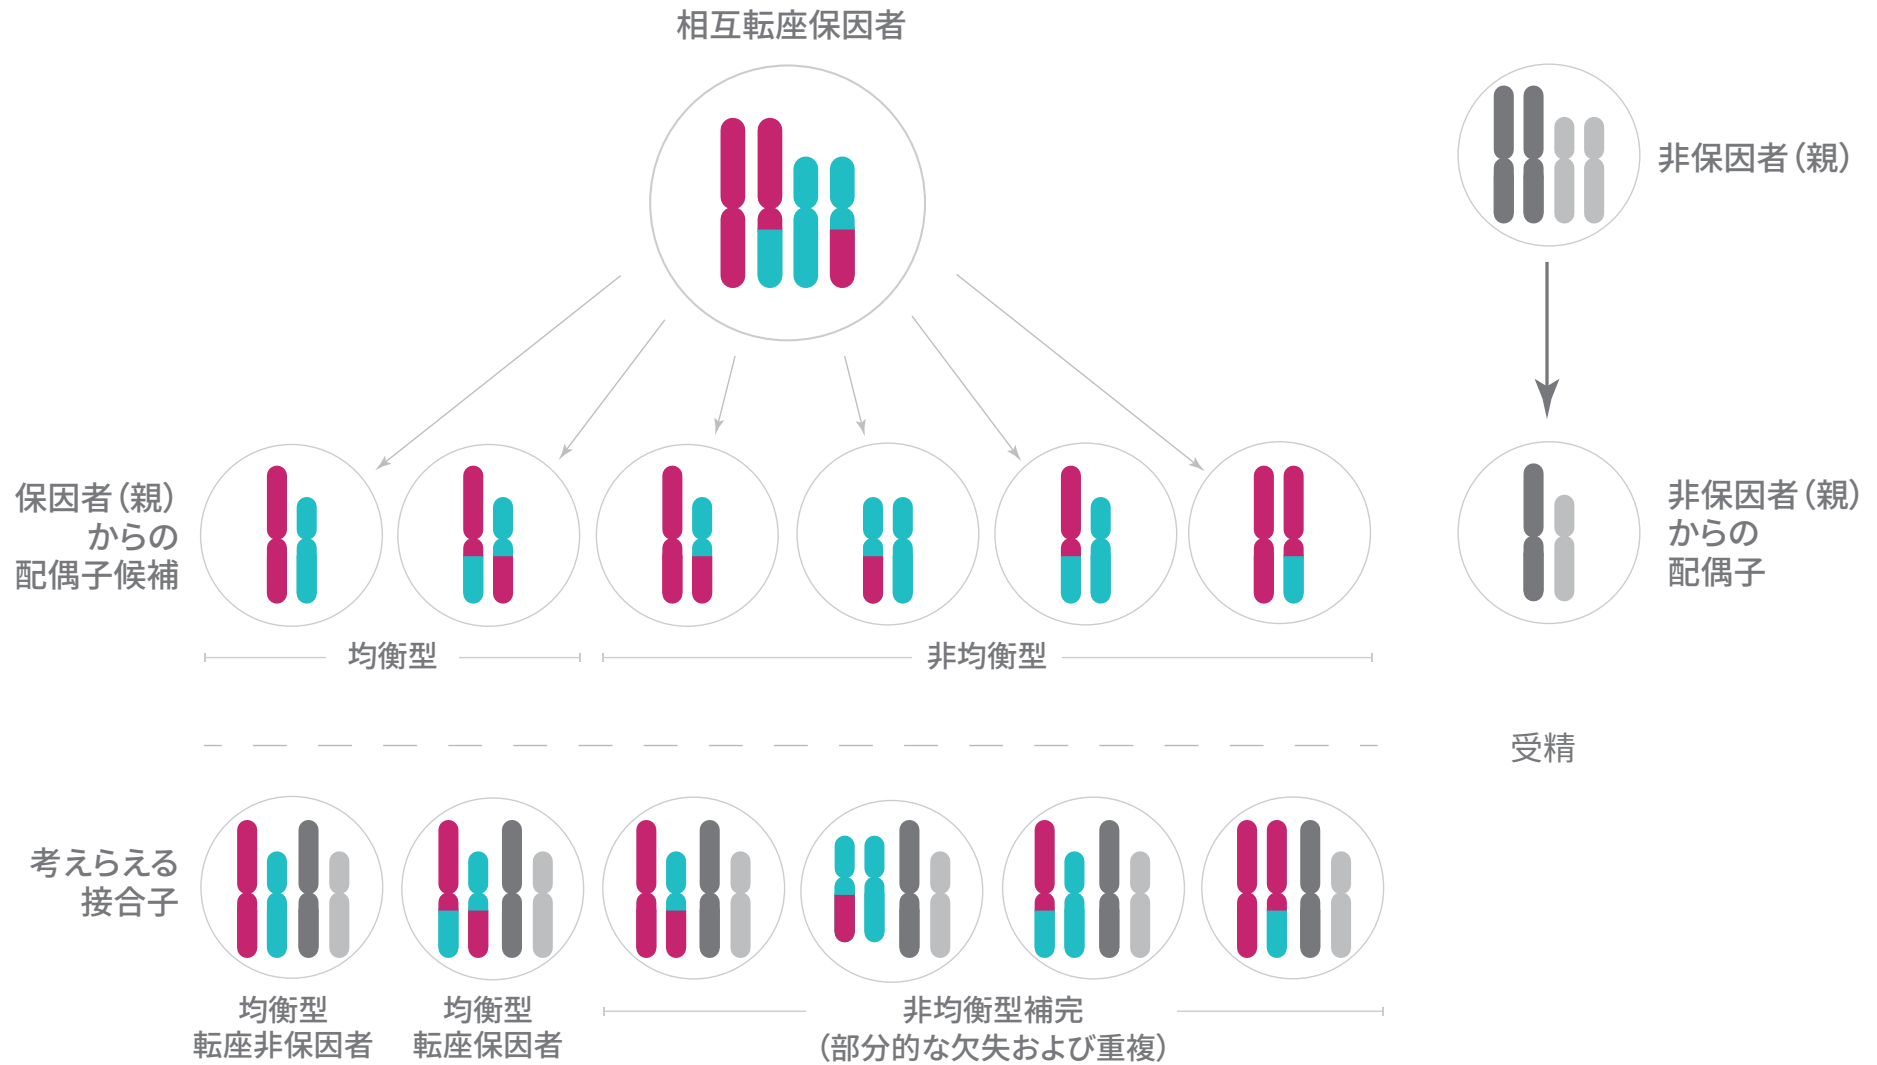 相互転座保因者
非保因者（親）
保因者（親）
からの
配偶子候補
非保因者（親）
からの
配偶子
均衡型
非均衡型
受精
考えらえる
接合子
均衡型
転座非保因者
均衡型
転座保因者
非均衡型補完
（部分的な欠失および重複）